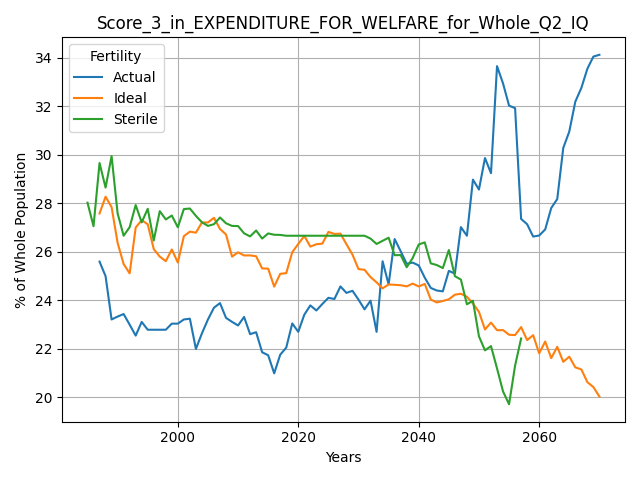 Score_3_in_EXPENDITURE_FOR_WELFARE_for_Whole_Q2_IQ
Fertility
Actual
Ideal
Sterile
% of Whole Population
34
32
30
28
26
24
22
20
2000 2020 2040 2060
Years